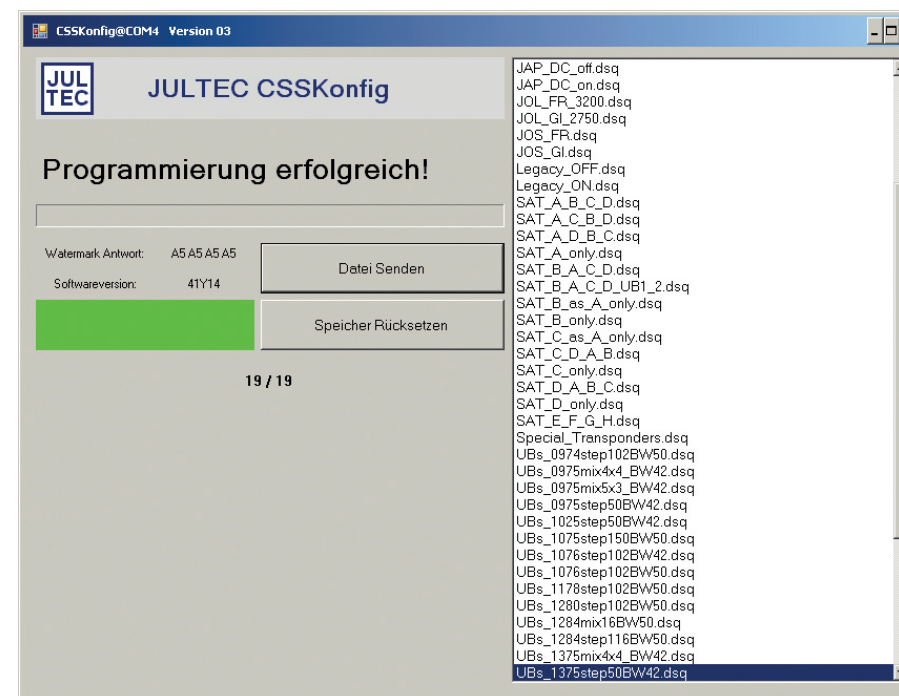 CSSKonfig@COM4 Version 03
JUL
TEC
JULTEC CSSKonfig
Programmierung erfolgreich!
Watermark Antwort: A5 A5 A5 A5
Softwareversion: 41Y14
Datei Senden
Speicher Rücksetzen
19 / 19
JAP_DC_off.dsq
JAP_DC_on.dsq
JOL_FR_3200.dsq
JOL_GI_2750.dsq
JOS_FR.dsq
JOS_GI.dsq
Legacy_OFF.dsq
Legacy_ON.dsq
SAT_A_B_C_D.dsq
SAT_A_C_B_D.dsq
SAT_A_D_B_C.dsq
SAT_A_only.dsq
SAT_B_A_C_D.dsq
SAT_B_A_C_D_UB1_2.dsq
SAT_B_as_A_only.dsq
SAT_B_only.dsq
SAT_C_as_A_only.dsq
SAT_C_D_A_B.dsq
SAT_C_only.dsq
SAT_D_A_B_C.dsq
SAT_D_only.dsq
SAT_E_F_G_H.dsq
Special_Transponders.dsq
UBs_0974step102BW50.dsq
UBs_0975mix4x4_BW42.dsq
UBs_0975mix5x3_BW42.dsq
UBs_0975step50BW42.dsq
UBs_1025step50BW42.dsq
UBs_1075step150BW50.dsq
UBs_1076step102BW42.dsq
UBs_1076step102BW50.dsq
UBs_1178step102BW50.dsq
UBs_1280step102BW50.dsq
UBs_1284mix16BW50.dsq
UBs_1284step116BW50.dsq
UBs_1375mix4x4_BW42.dsq
UBs_1375step50BW42.dsq